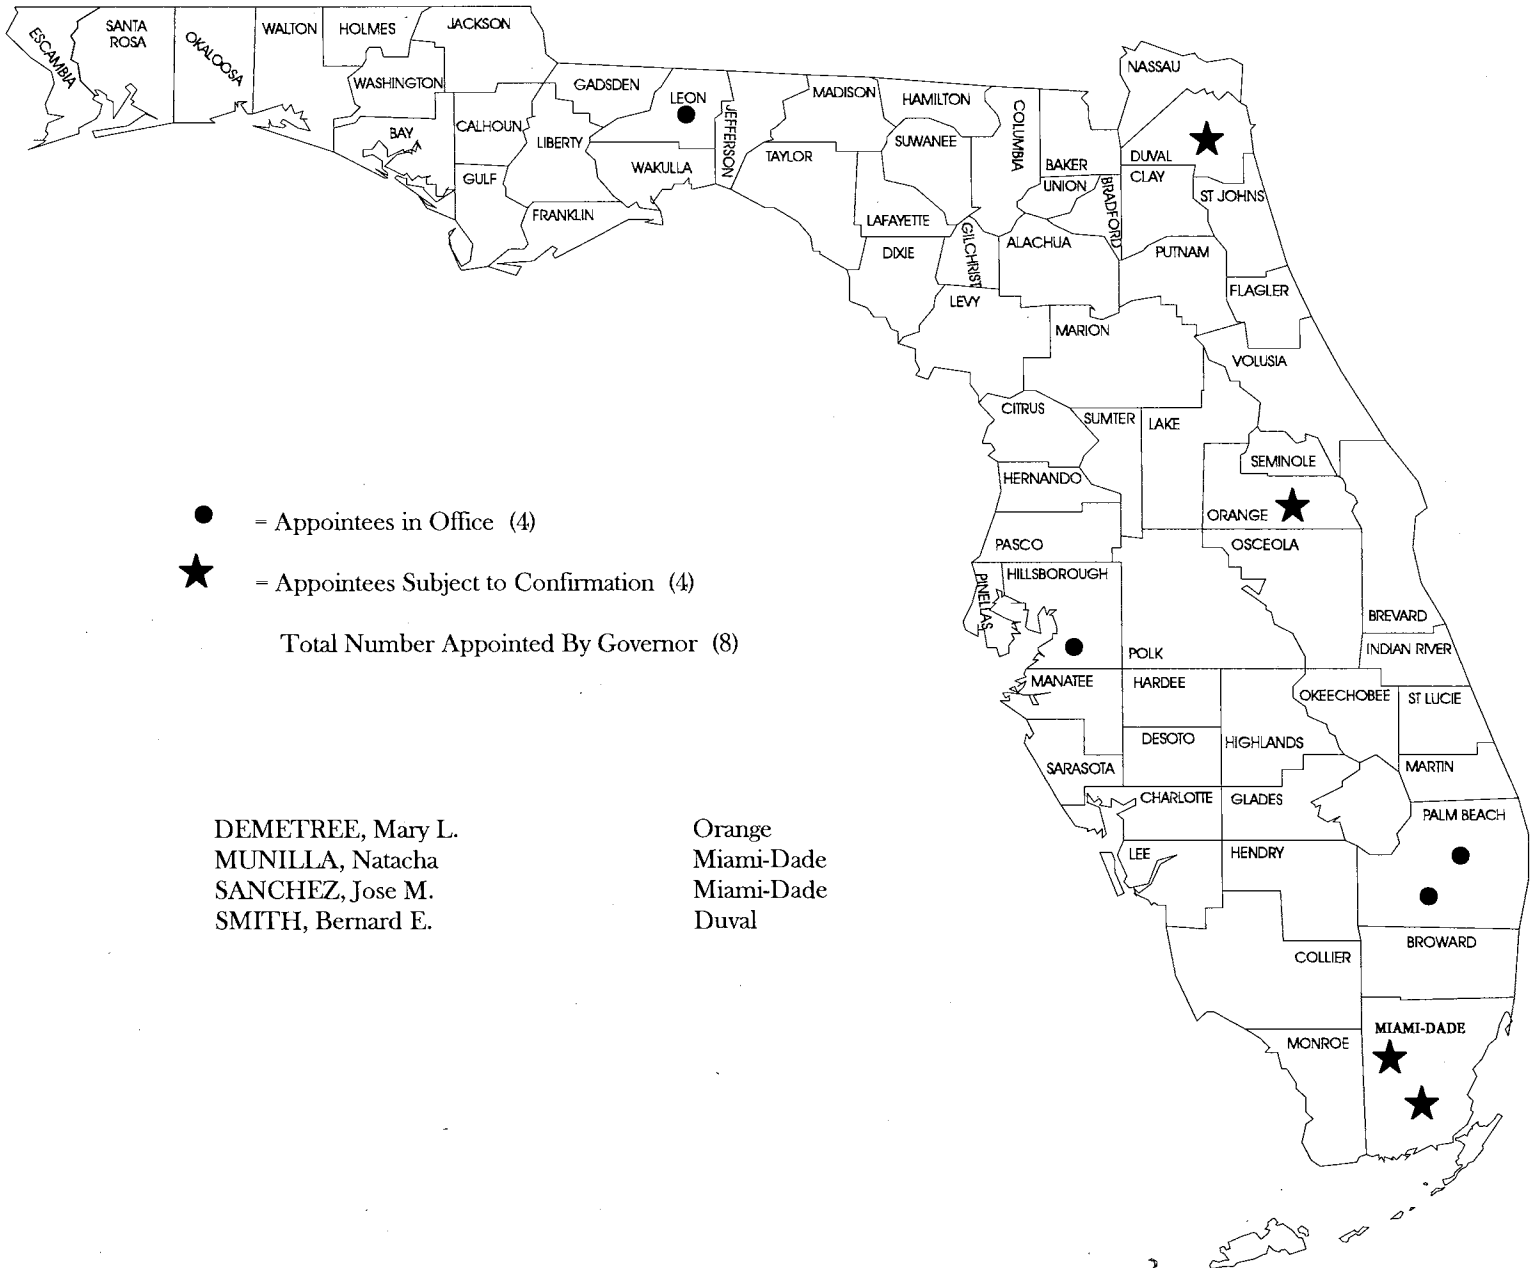 ESCAMBIA
SANTA
ROSA
OKALOOSA
WALTON
HOLMES
JACKSON
WASHINGTON
BAY
CALHOUN
GULF
LIBERTY
GADSDEN
FRANKLIN
LEON
WAKULLA
JEFFERSON
MADISON
TAYLOR
HAMILTON
SUWANEE
LAFAYETTE
DIXIE
COLUMBIA
GILCHRIST
BAKER
UNION
BRADFORD
ALACHUA
LEVY
NASSAU
DUVAL
CLAY
ST JOHNS
PUTNAM
FLAGLER
MARION
VOLUSIA
CITRUS
SUMTER
LAKE
SEMINOLE
HERNANDO
ORANGE
PASCO
OSCEOLA
HILLSBOROUGH
PINELLAS
POLK
BREVARD
INDIAN RIVER
MANATEE
HARDEE
OKEECHOBEE
ST LUCIE
DESOTO
HIGHLANDS
SARASOTA
MARTIN
CHARLOTTE
GLADES
PALM BEACH
LEE
HENDRY
BROWARD
COLLIER
MIAMI-DADE
MONROE
= Appointees in Office (4)
= Appointees Subject to Confirmation (4)
Total Number Appointed By Governor (8)
DEMETREE, Mary L. Orange
MUNILLA, Natacha Miami-Dade
SANCHEZ, Jose M. Miami-Dade
SMITH, Bernard E. Duval